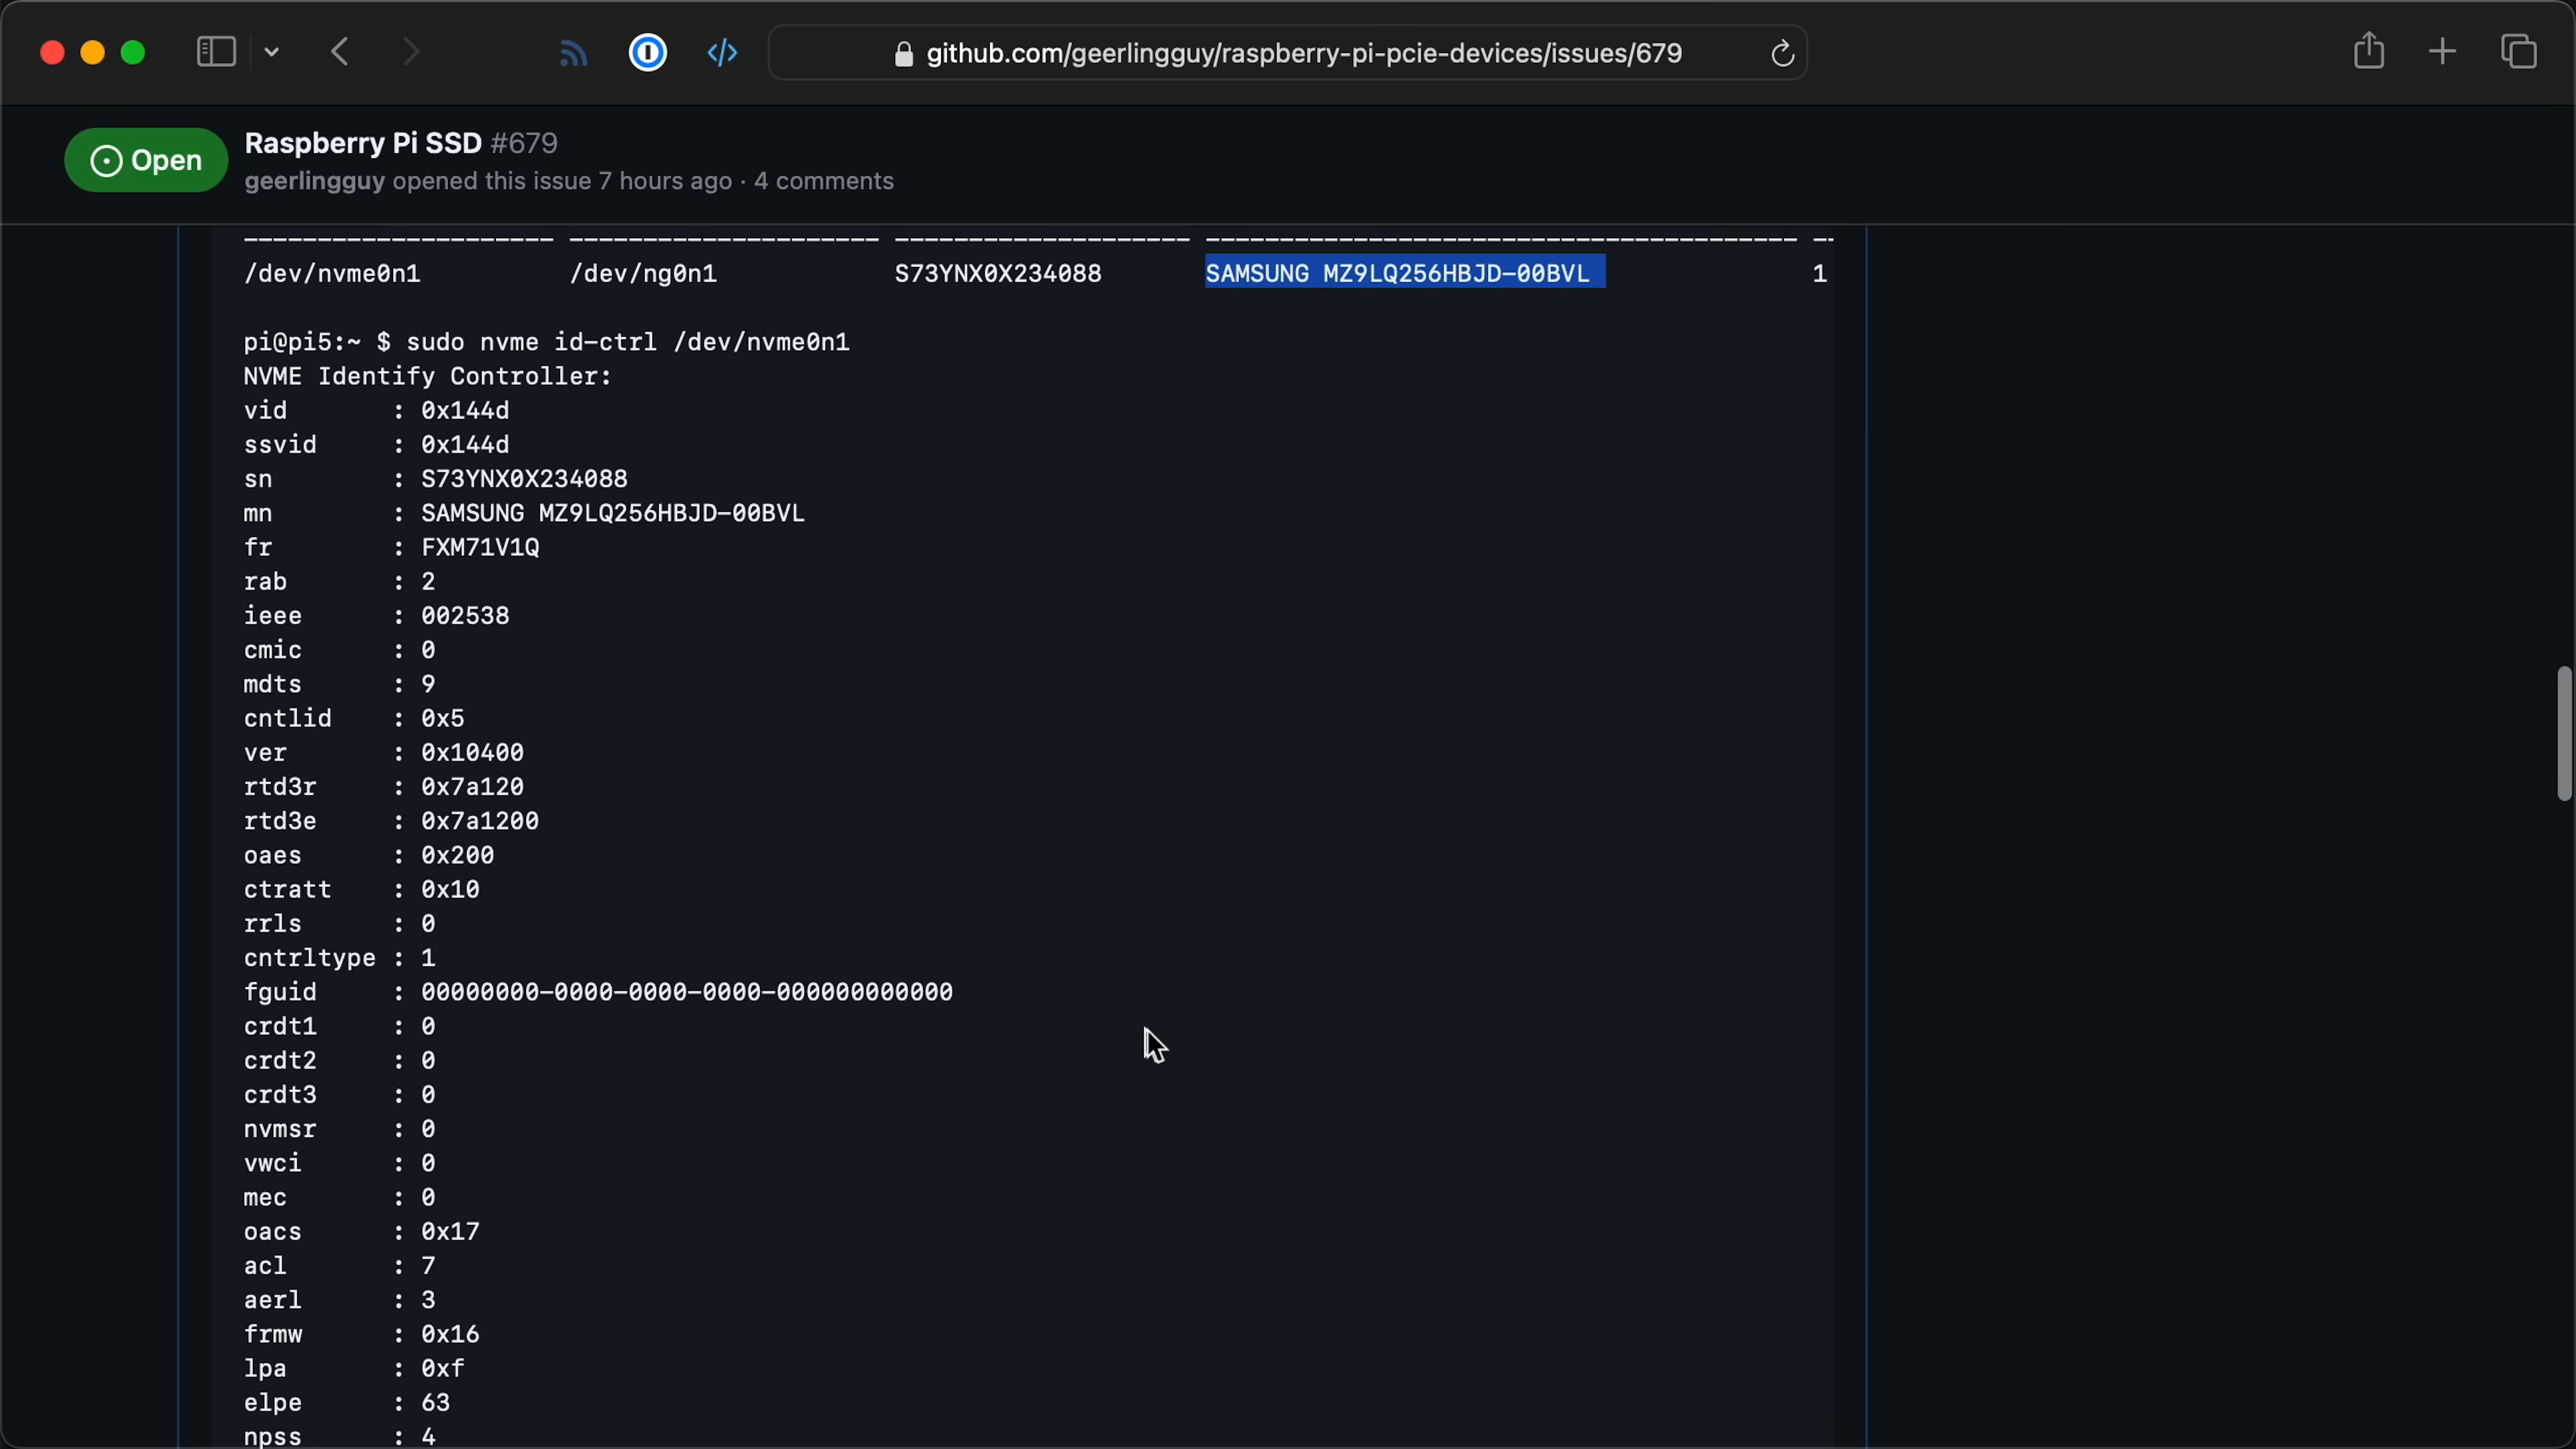 github.com/geerlingguy/raspberry-pi-pcie-devices/issues/679
Open
Raspberry Pi SSD #679
geerlingguy opened this issue 7 hours ago · 4 comments
--------------------- --------------------- -------------------- ---------------------------------------- --
/dev/nvme0n1 /dev/ng0n1 S73YNX0X234088 SAMSUNG MZ9LQ256HBJD-00BVL 1
pi@pi5:~ $ sudo nvme id-ctrl /dev/nvme0n1
NVME Identify Controller:
vid : 0x144d
ssvid : 0x144d
sn : S73YNX0X234088
mn : SAMSUNG MZ9LQ256HBJD-00BVL
fr : FXM71V1Q
rab : 2
ieee : 002538
cmic : 0
mdts : 9
cntlid : 0x5
ver : 0x10400
rtd3r : 0x7a120
rtd3e : 0x7a1200
oaes : 0x200
ctratt : 0x10
rrls : 0
cntrltype : 1
fguid : 00000000-0000-0000-0000-000000000000
crdt1 : 0
crdt2 : 0
crdt3 : 0
nvmsr : 0
vwci : 0
mec : 0
oacs : 0x17
acl : 7
aerl : 3
frmw : 0x16
lpa : 0xf
elpe : 63
npss : 4